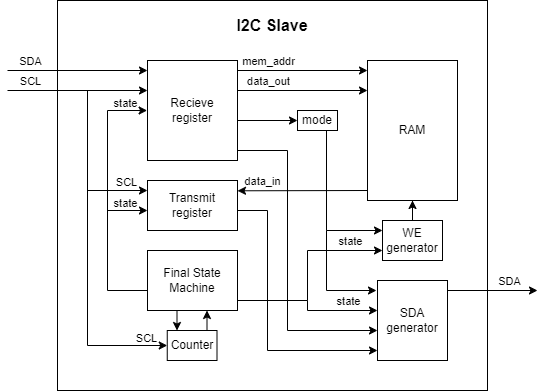 I2C Slave
SDA
mem_addr
SCL
data_out
state
Recieve
register
mode
RAM
SCL
data_in
state
Transmit
register
WE
generator
state
Final State
Machine
SDA
state
SDA
generator
SCL
Counter